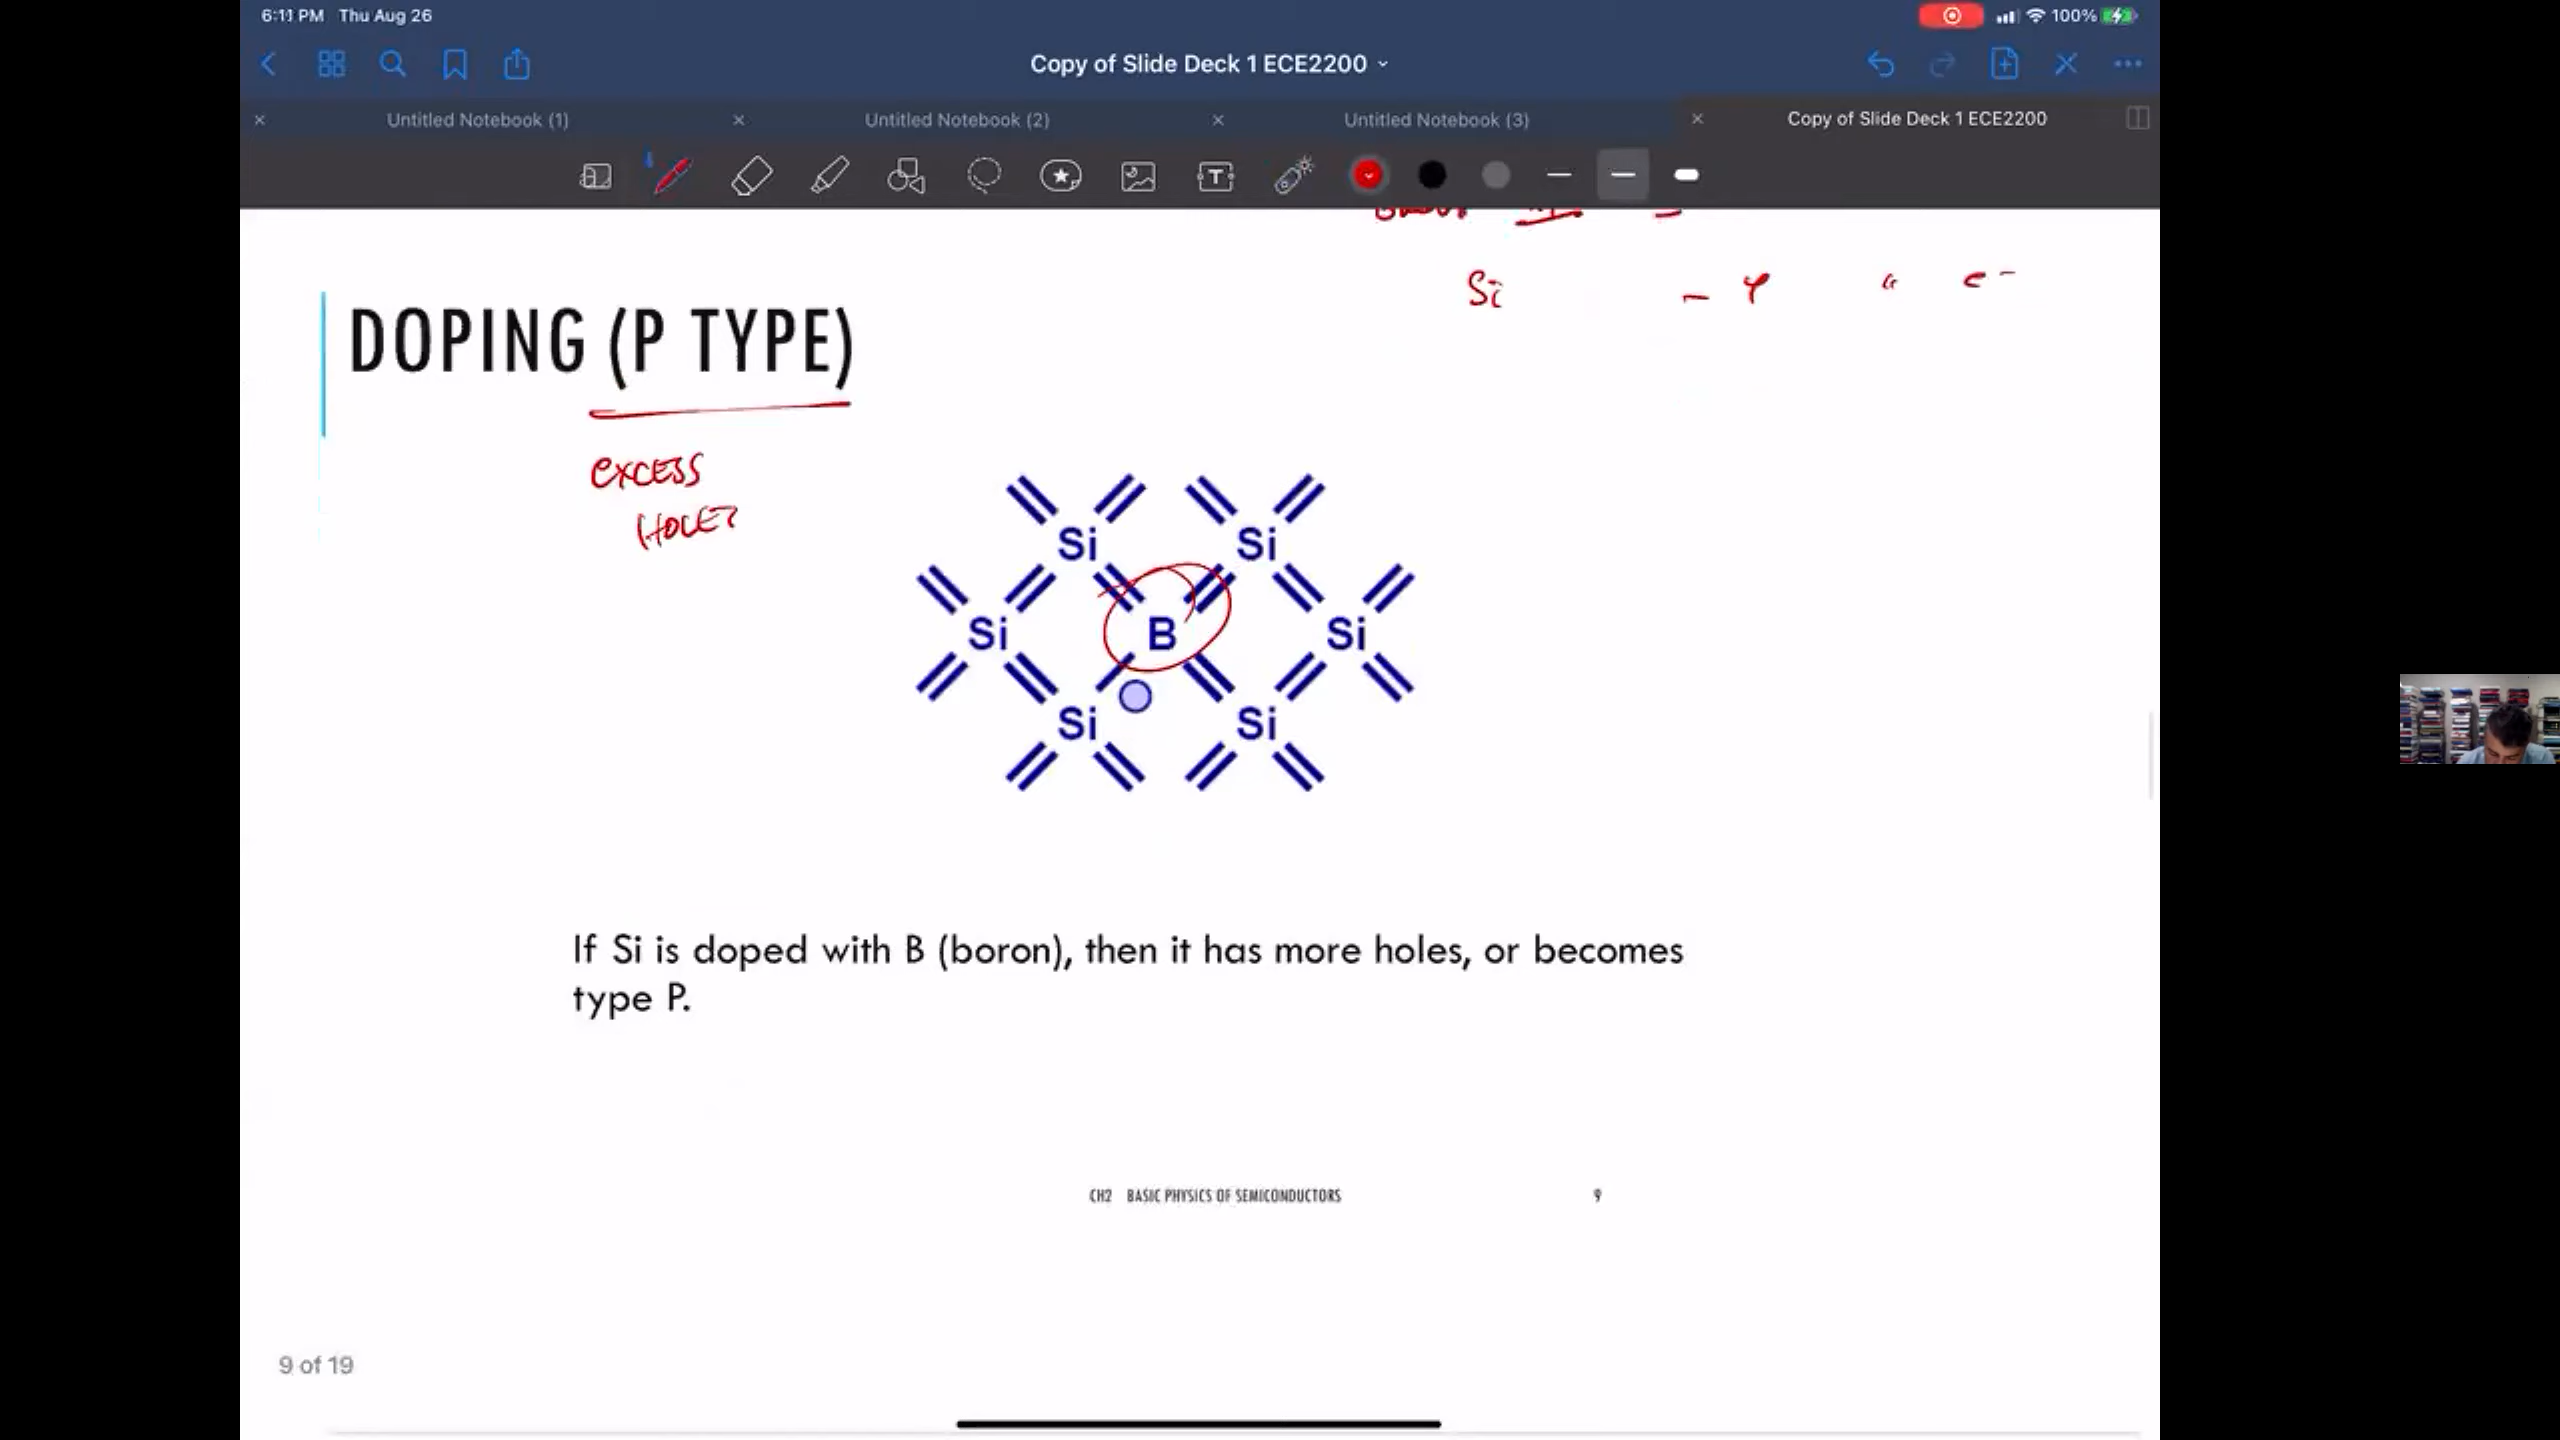 6:11 PM Thu Aug 26
100%
Copy of Slide Deck 1 ECE2200
Untitled Notebook (1)
Untitled Notebook (2)
Untitled Notebook (3)
Copy of Slide Deck 1 ECE2200
Si - 4 " e-
DOPING (P TYPE)
EXCESS
HOLES
Si Si
Si B Si
Si Si
If Si is doped with B (boron), then it has more holes, or becomes
type P.
CH2 BASIC PHYSICS OF SEMICONDUCTORS 9
9 of 19